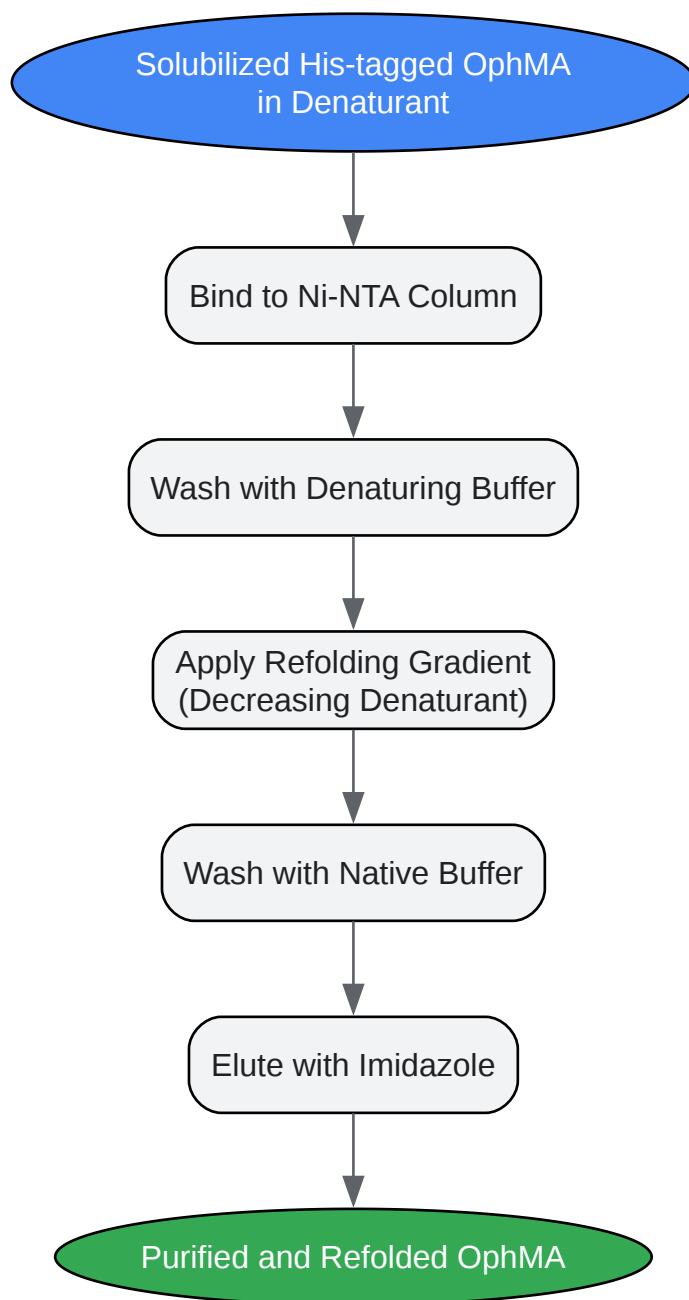 Solubilized His-tagged OphMA
in Denaturant
Bind to Ni-NTA Column
Wash with Denaturing Buffer
Apply Refolding Gradient
(Decreasing Denaturant)
Wash with Native Buffer
Elute with Imidazole
Purified and Refolded OphMA